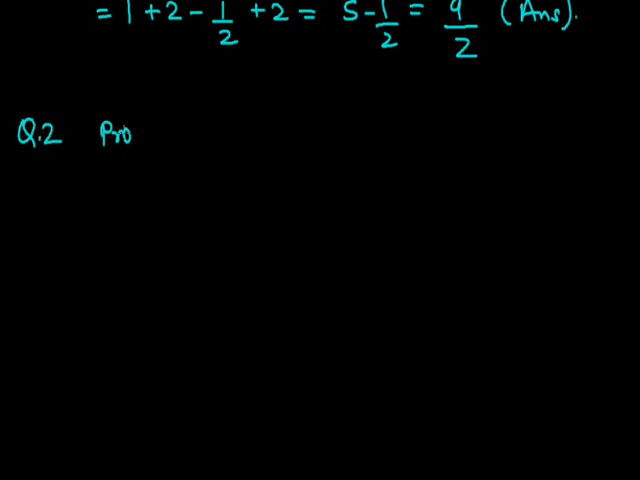 = 1 + 2 - 1/2 + 2 = 5 - 1/2 = 9/2 (Ans).
Q.2 Pro